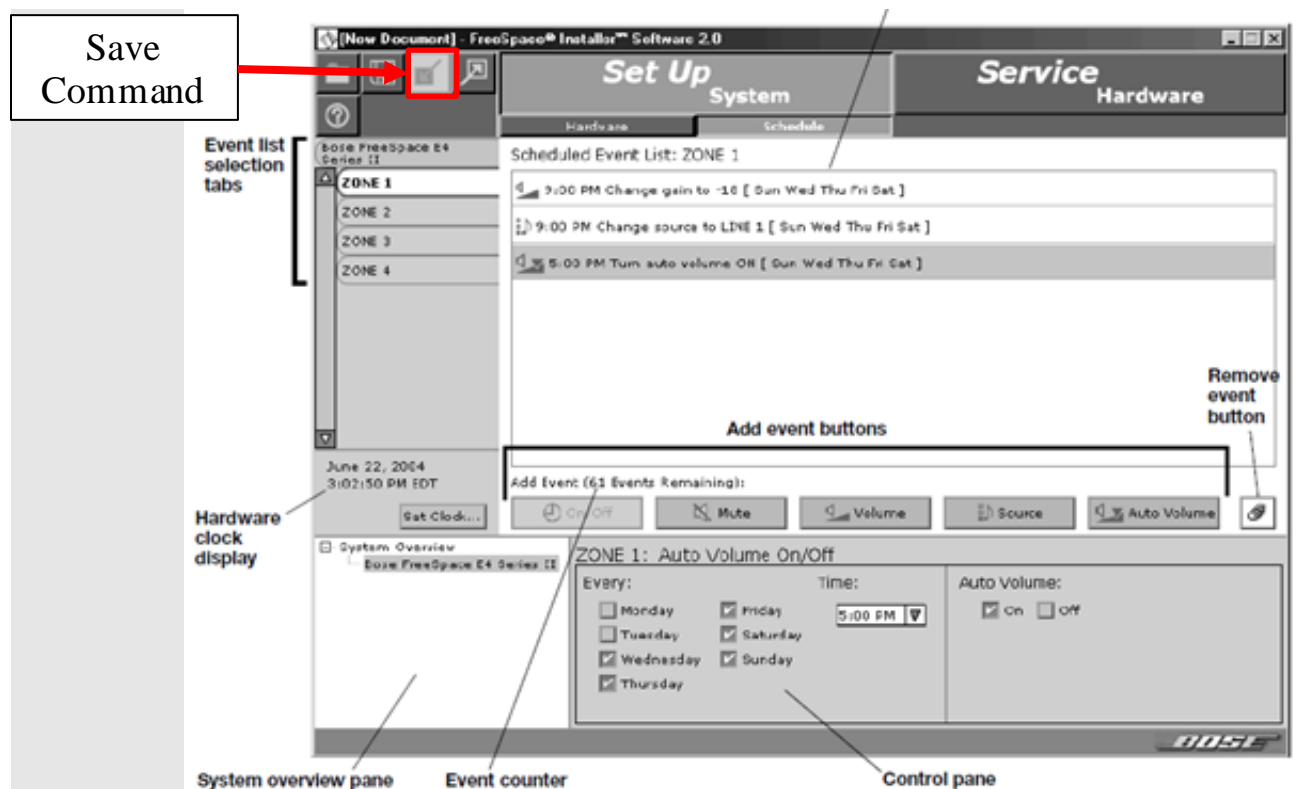 Save
Command
[New Document] - FreeSpace® Installer™ Software 2.0
Set Up
System
Service
Hardware
Hardware
Schedule
Event list
selection
tabs
Bose FreeSpace E4
Series II
ZONE 1
ZONE 2
ZONE 3
ZONE 4
Scheduled Event List: ZONE 1
9:00 PM Change gain to -18 [ Sun Wed Thu Fri Sat ]
9:00 PM Change source to LINE 1 [ Sun Wed Thu Fri Sat ]
5:00 PM Turn auto volume ON [ Sun Wed Thu Fri Sat ]
Remove
event
button
Add event buttons
June 22, 2004
3:02:50 PM EDT
Set Clock...
Hardware
clock
display
Add Event (61 Events Remaining):
On/Off
Mute
Volume
Source
Auto Volume
System Overview
Bose FreeSpace E4 Series II
ZONE 1: Auto Volume On/Off
Every:
Time:
Auto Volume:
Monday
Friday
5:00 PM
On
Off
Tuesday
Saturday
Wednesday
Sunday
Thursday
BOSE
System overview pane
Event counter
Control pane